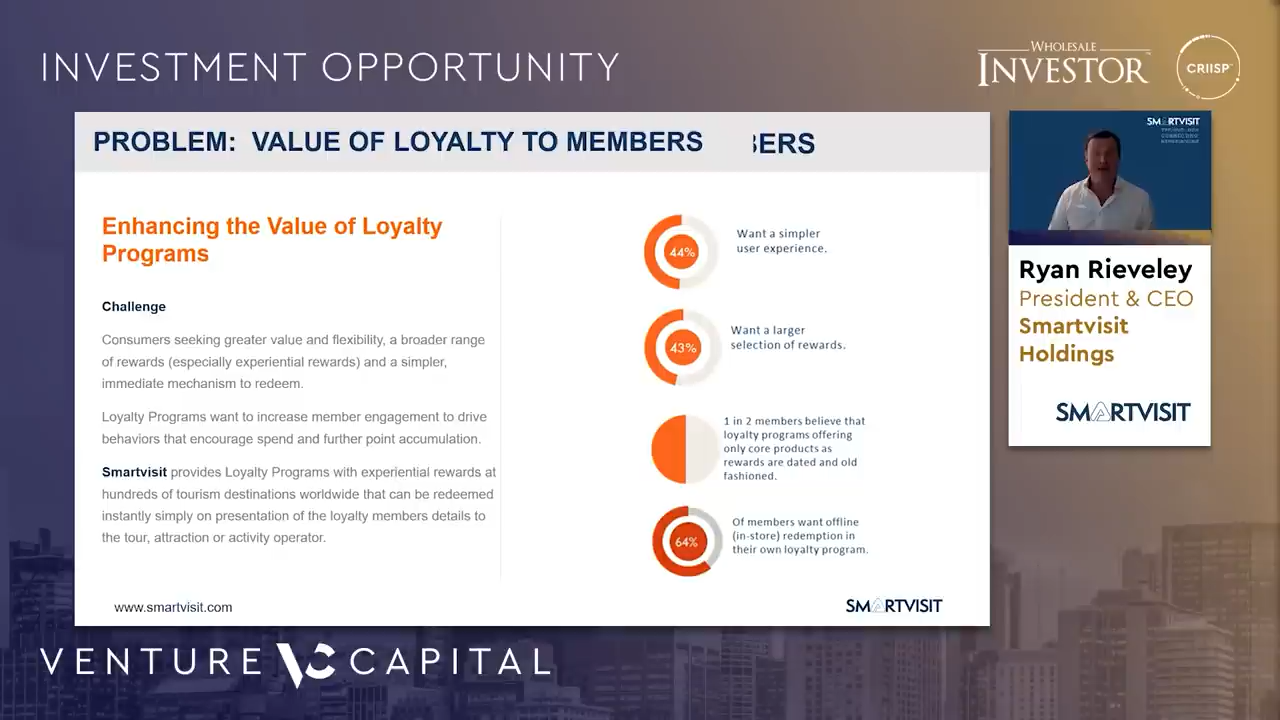 INVESTMENT OPPORTUNITY
WHOLESALE
INVESTOR
CRIISP
PROBLEM: VALUE OF LOYALTY TO MEMBERS
BERS
Enhancing the Value of Loyalty
Programs
Challenge
Consumers seeking greater value and flexibility, a broader range
of rewards (especially experiential rewards) and a simpler,
immediate mechanism to redeem.
Loyalty Programs want to increase member engagement to drive
behaviors that encourage spend and further point accumulation.
Smartvisit provides Loyalty Programs with experiential rewards at
hundreds of tourism destinations worldwide that can be redeemed
instantly simply on presentation of the loyalty members details to
the tour, attraction or activity operator.
www.smartvisit.com
44%
Want a simpler
user experience.
43%
Want a larger
selection of rewards.
1 in 2 members believe that
loyalty programs offering
only core products as
rewards are dated and old
fashioned.
64%
Of members want offline
(in-store) redemption in
their own loyalty program.
SMARTVISIT
SMARTVISIT
Ryan Rieveley
President & CEO
Smartvisit
Holdings
SMARTVISIT
VENTURE VC CAPITAL